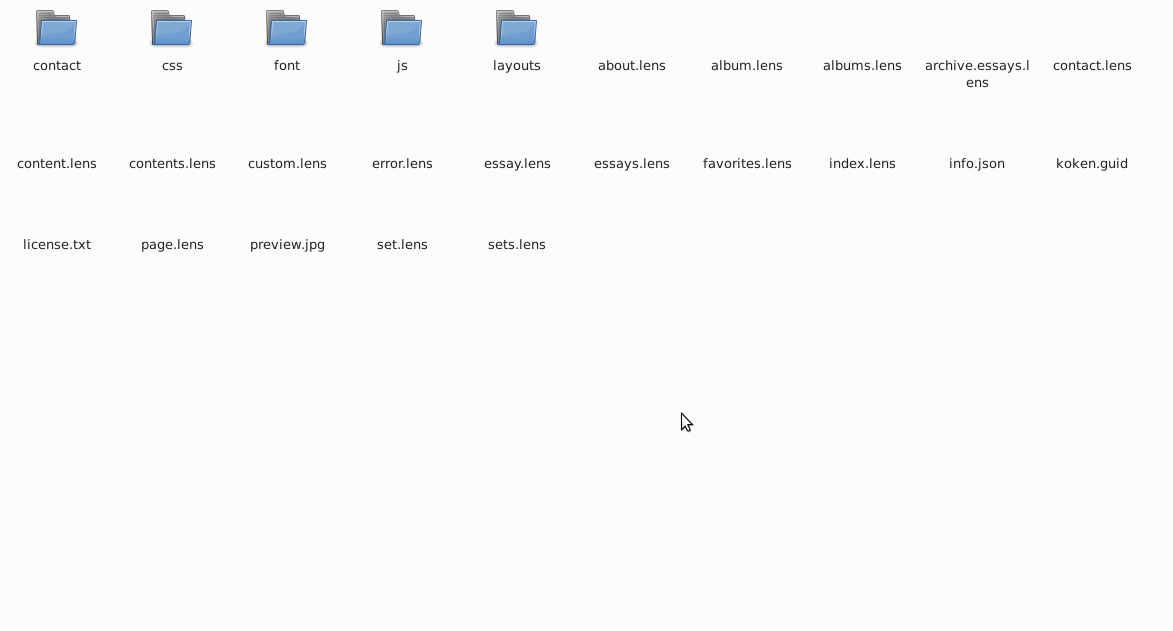 contact css font js layouts about.lens album.lens albums.lens archive.essays.l contact.lens
ens
content.lens contents.lens custom.lens error.lens essay.lens essays.lens favorites.lens index.lens info.json koken.guid
license.txt page.lens preview.jpg set.lens sets.lens